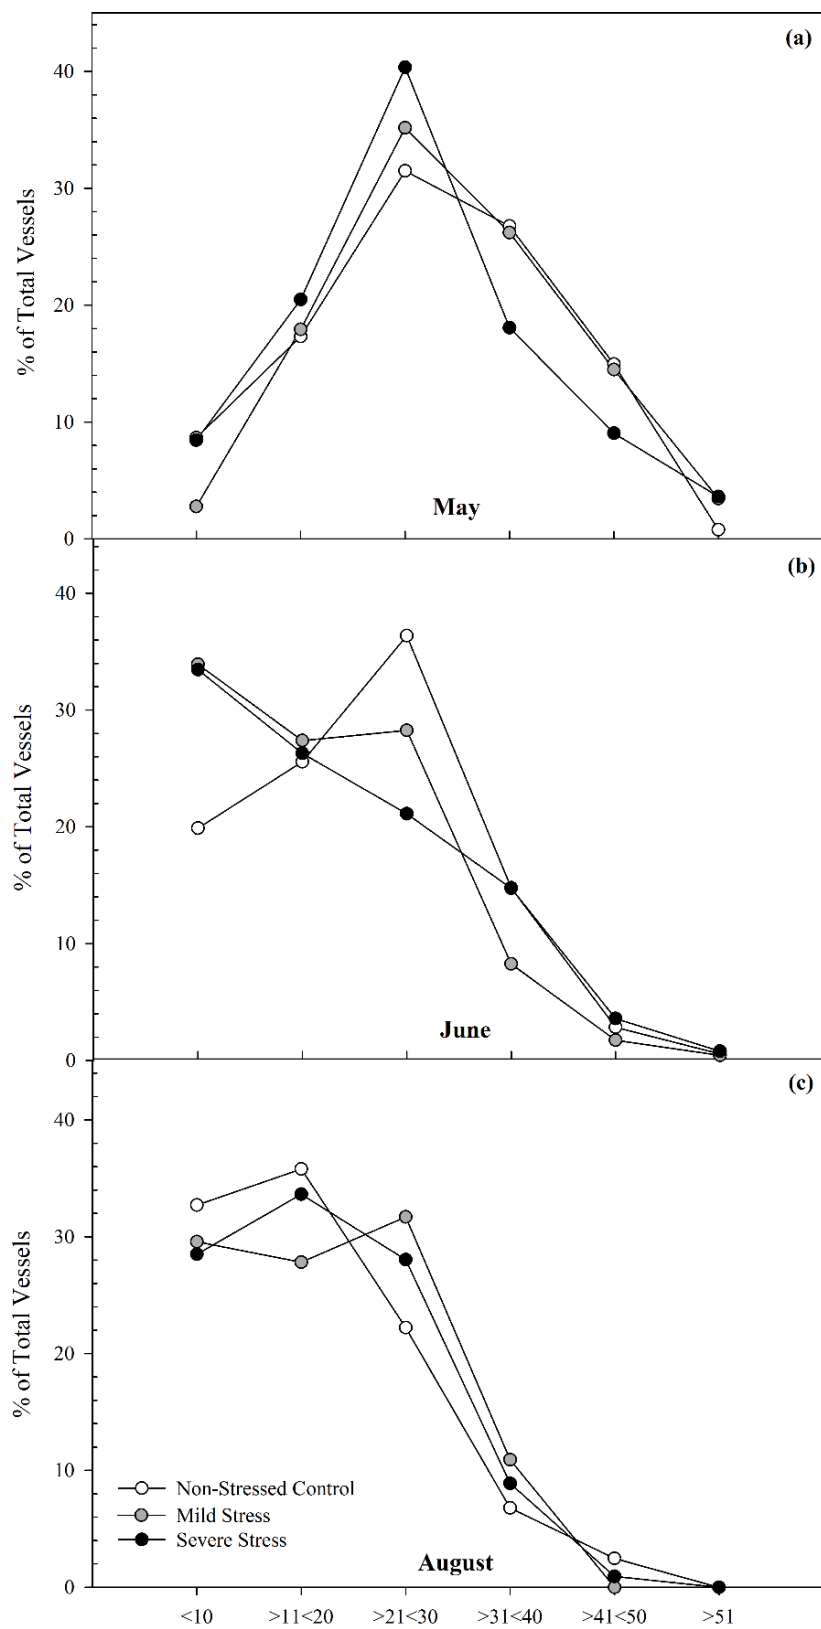 (a)
40
30
20
10
0
% of Total Vessels
May
(b)
40
30
20
10
0
% of Total Vessels
June
(c)
40
30
20
10
0
% of Total Vessels
Non-Stressed Control
Mild Stress
Severe Stress
August
<10 >11<20 >21<30 >31<40 >41<50 >51